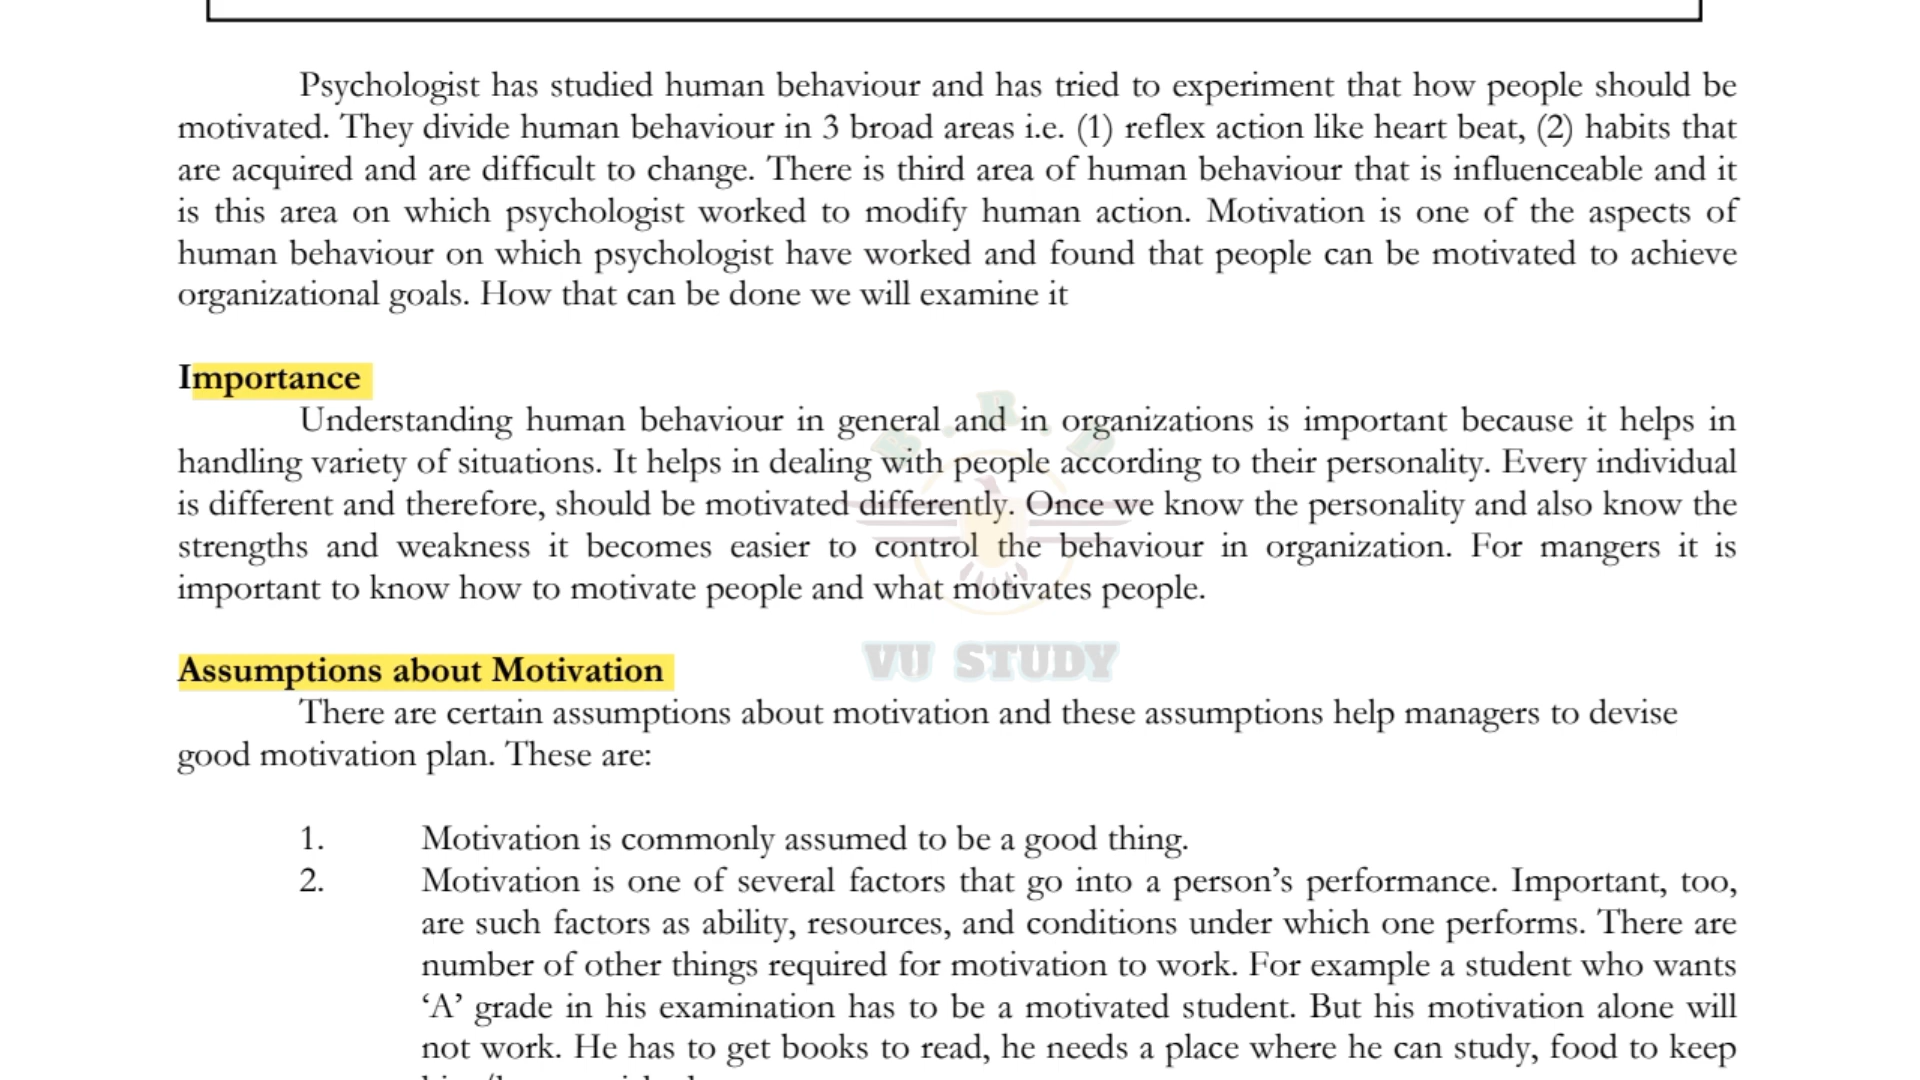 Psychologist has studied human behaviour and has tried to experiment that how people should be
motivated. They divide human behaviour in 3 broad areas i.e. (1) reflex action like heart beat, (2) habits that
are acquired and are difficult to change. There is third area of human behaviour that is influenceable and it
is this area on which psychologist worked to modify human action. Motivation is one of the aspects of
human behaviour on which psychologist have worked and found that people can be motivated to achieve
organizational goals. How that can be done we will examine it
Importance
Understanding human behaviour in general and in organizations is important because it helps in
handling variety of situations. It helps in dealing with people according to their personality. Every individual
is different and therefore, should be motivated differently. Once we know the personality and also know the
strengths and weakness it becomes easier to control the behaviour in organization. For mangers it is
important to know how to motivate people and what motivates people.
B.R.D
VU STUDY
Assumptions about Motivation
There are certain assumptions about motivation and these assumptions help managers to devise
good motivation plan. These are:
1. Motivation is commonly assumed to be a good thing.
2. Motivation is one of several factors that go into a person’s performance. Important, too,
are such factors as ability, resources, and conditions under which one performs. There are
number of other things required for motivation to work. For example a student who wants
‘A’ grade in his examination has to be a motivated student. But his motivation alone will
not work. He has to get books to read, he needs a place where he can study, food to keep